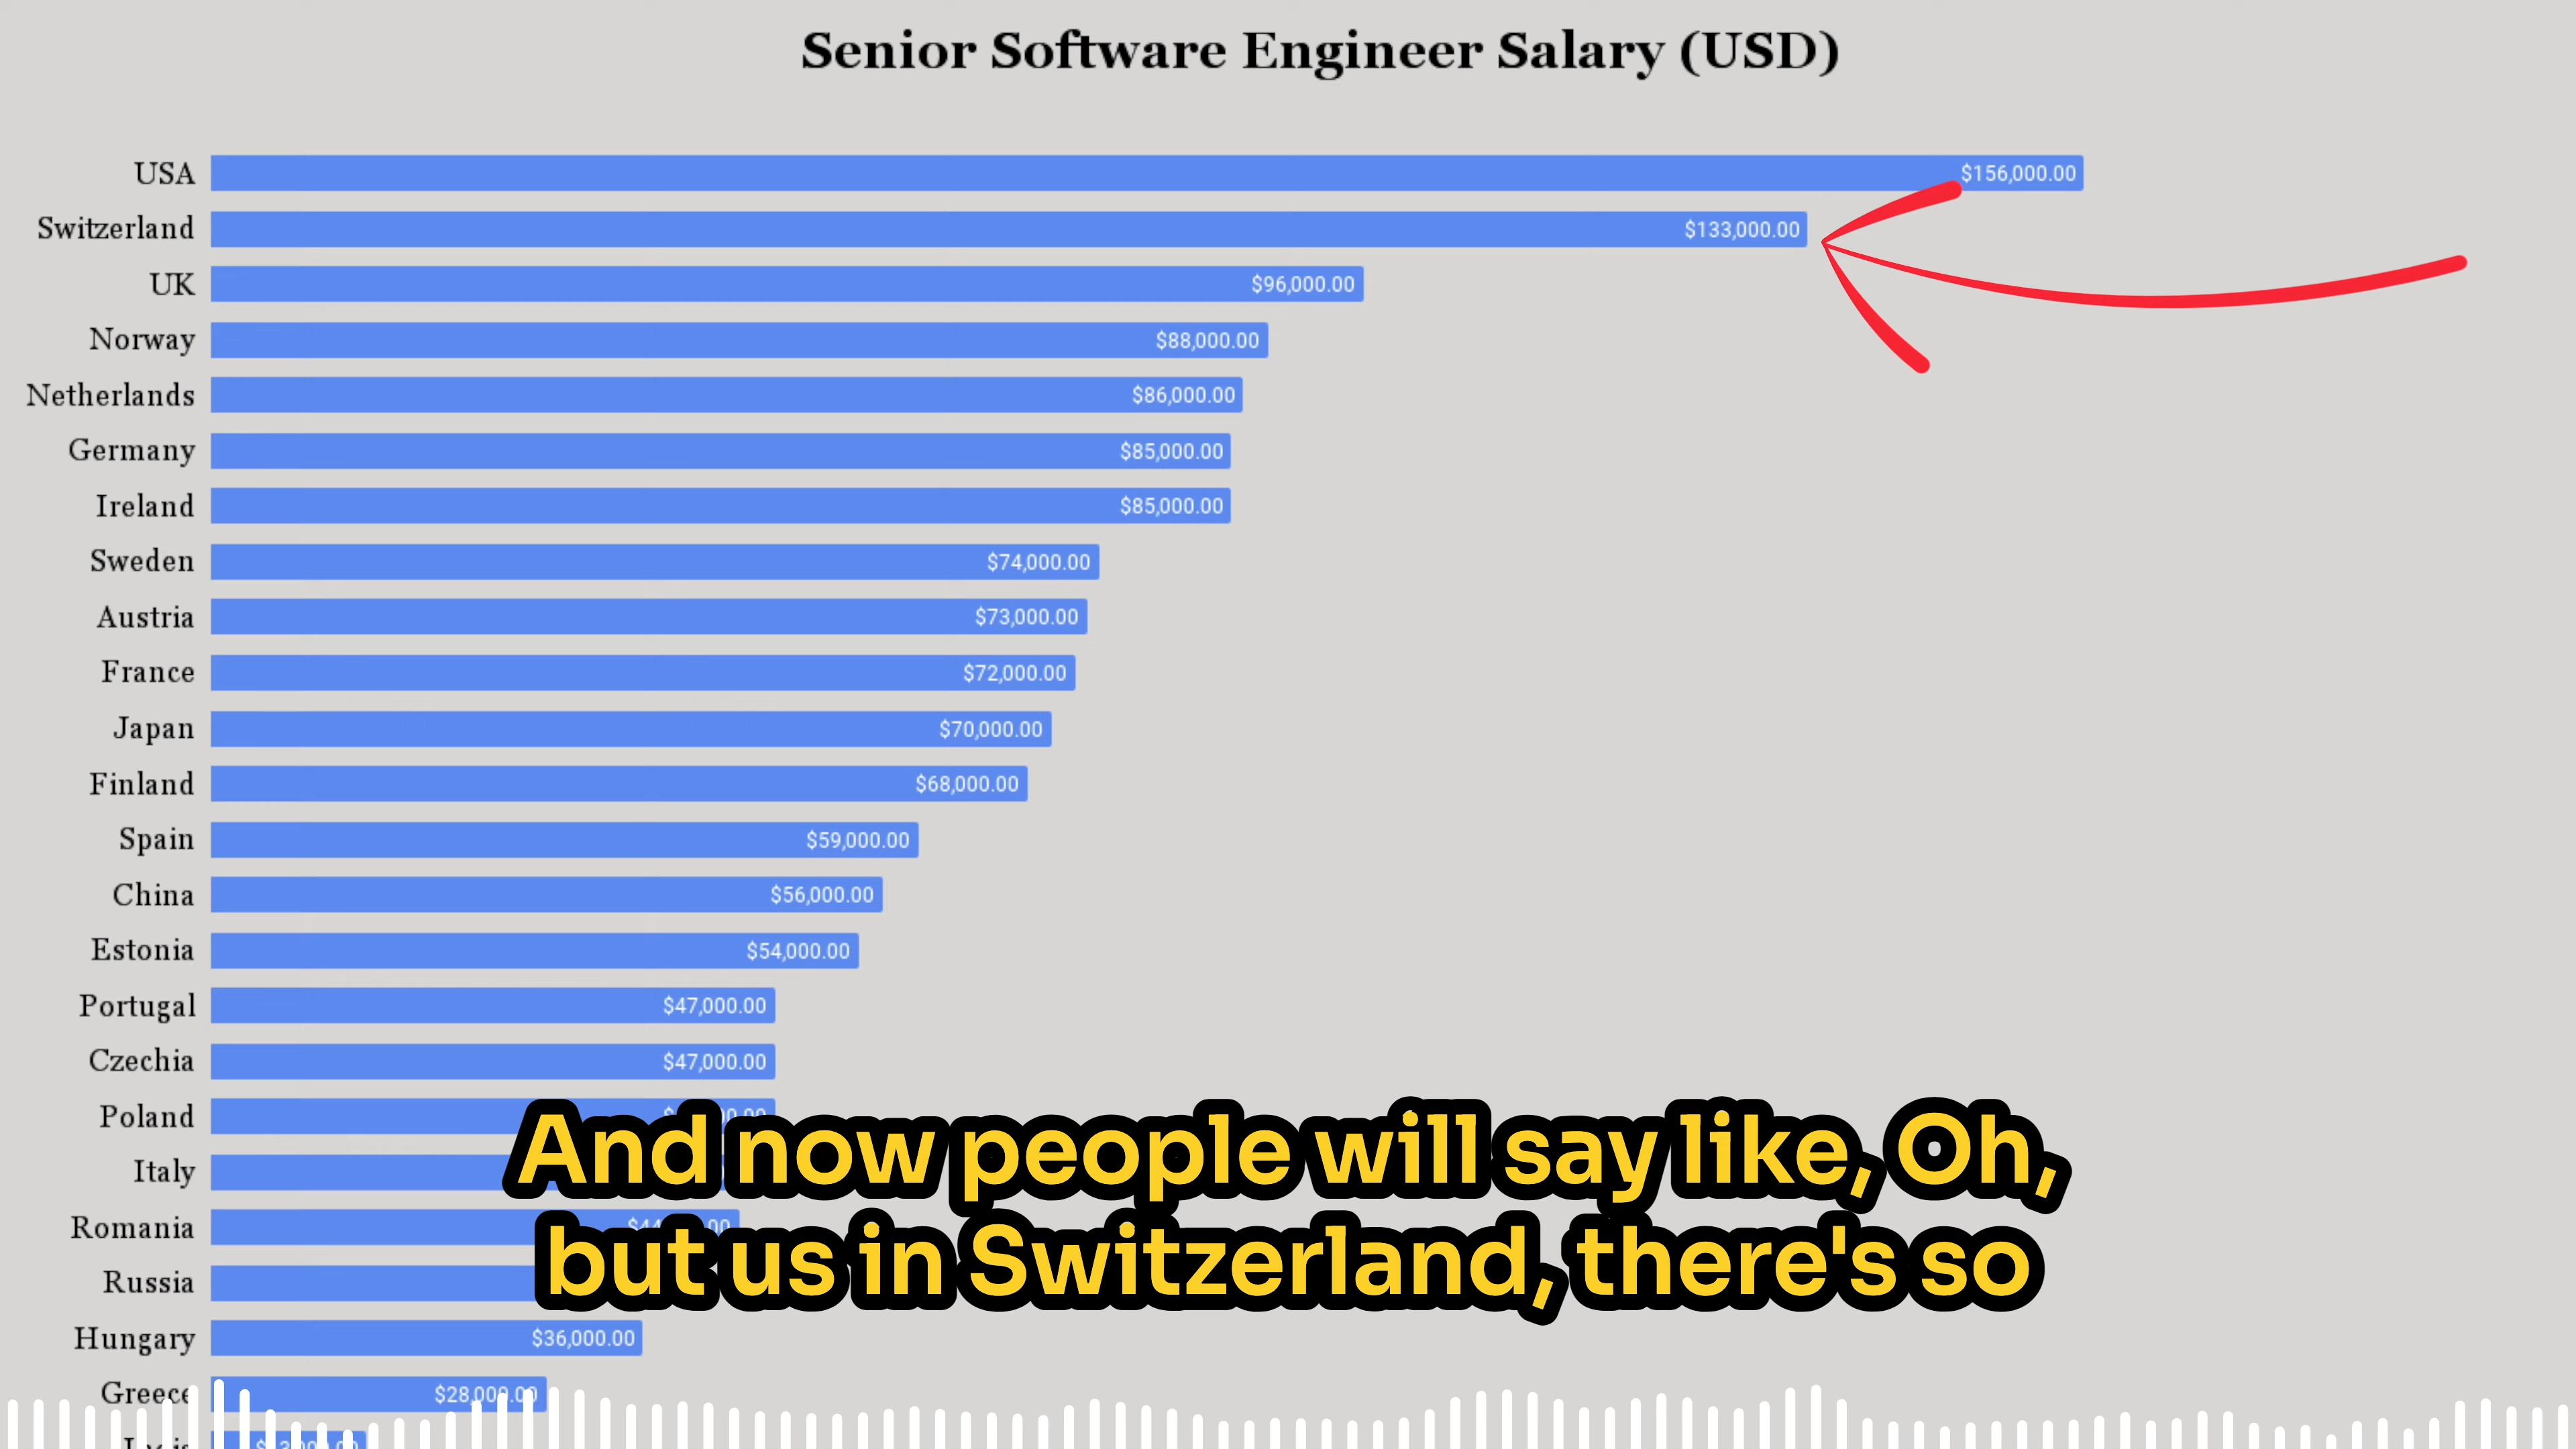 Senior Software Engineer Salary (USD)
USA $156,000.00
Switzerland $133,000.00
UK $96,000.00
Norway $88,000.00
Netherlands $86,000.00
Germany $85,000.00
Ireland $85,000.00
Sweden $74,000.00
Austria $73,000.00
France $72,000.00
Japan $70,000.00
Finland $68,000.00
Spain $59,000.00
China $56,000.00
Estonia $54,000.00
Portugal $47,000.00
Czechia $47,000.00
Poland
Italy
Romania
Russia
Hungary $36,000.00
Greece $28,000.00
And now people will say like, Oh,
but us in Switzerland, there's so